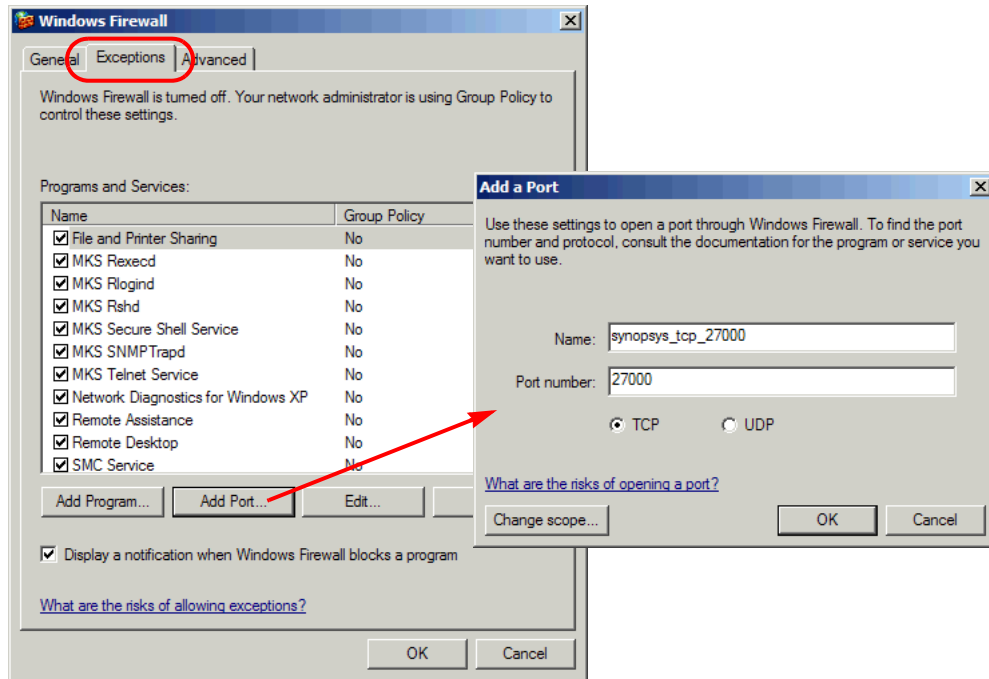 Windows Firewall
General
Exceptions
Advanced
Windows Firewall is turned off. Your network administrator is using Group Policy to
control these settings.
Programs and Services:
Name Group Policy
File and Printer Sharing No
MKS Rexecd No
MKS Rlogind No
MKS Rshd No
MKS Secure Shell Service No
MKS SNMPTrapd No
MKS Telnet Service No
Network Diagnostics for Windows XP No
Remote Assistance No
Remote Desktop No
SMC Service No
Add Program...
Add Port...
Edit...
Display a notification when Windows Firewall blocks a program
What are the risks of allowing exceptions?
OK
Cancel
Add a Port
Use these settings to open a port through Windows Firewall. To find the port
number and protocol, consult the documentation for the program or service you
want to use.
Name: synopsys_tcp_27000
Port number: 27000
TCP
UDP
What are the risks of opening a port?
Change scope...
OK
Cancel